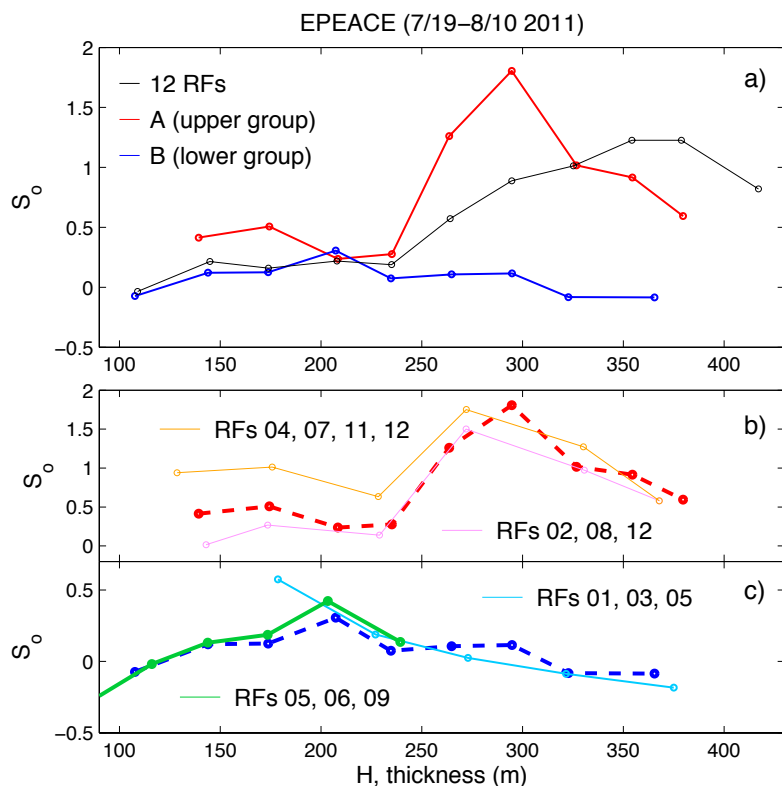 EPEACE (7/19−8/10 2011)
2
1.5
1
0.5
0
−0.5
S_o
a)
12 RFs
A (upper group)
B (lower group)
100 150 200 250 300 350 400
2
1.5
1
0.5
0
S_o
b)
RFs 04, 07, 11, 12
RFs 02, 08, 12
0.5
0
−0.5
S_o
c)
RFs 01, 03, 05
RFs 05, 06, 09
100 150 200 250 300 350 400
H, thickness (m)